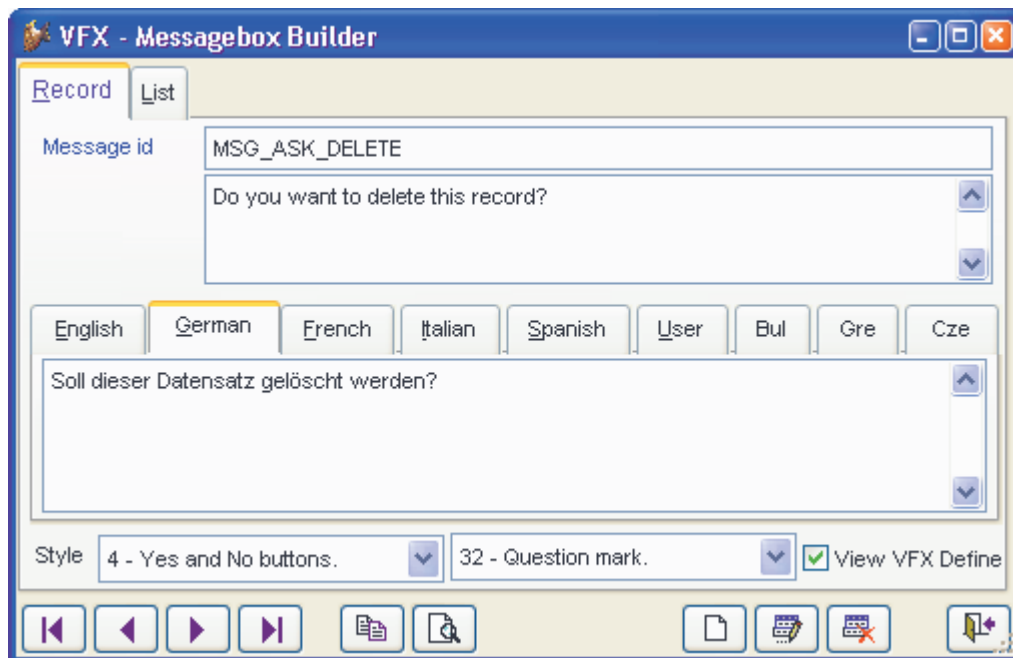 VFX - Messagebox Builder
Record List
Message id MSG_ASK_DELETE
Do you want to delete this record?
English German French Italian Spanish User Bul Gre Cze
Soll dieser Datensatz gelöscht werden?
Style 4 - Yes and No buttons. 32 - Question mark. View VFX Define